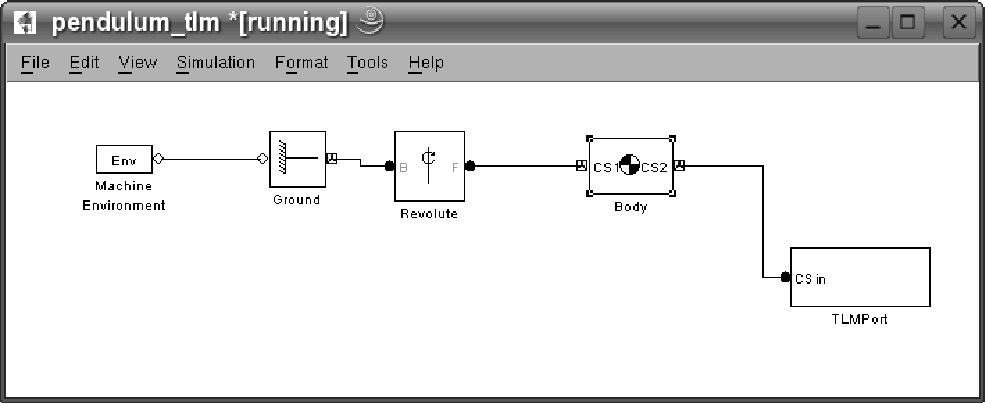 pendulum_tlm *[running]
File Edit View Simulation Format Tools Help
Env
Machine
Environment
Ground
B F
Revolute
CS1 CS2
Body
CS in
TLMPort